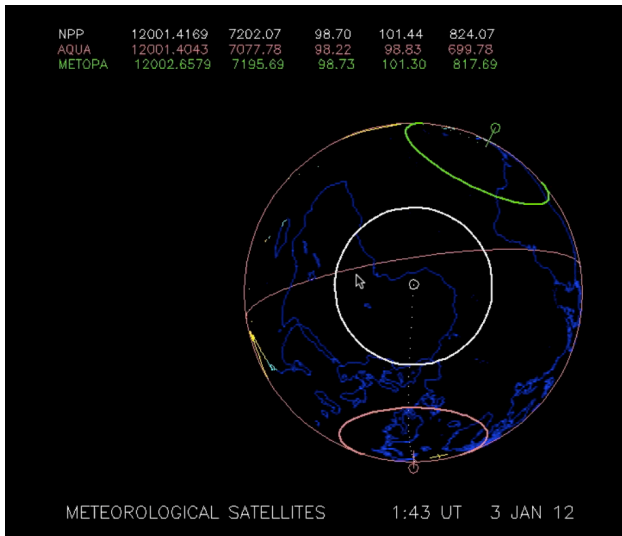 NPP 12001.4169 7202.07 98.70 101.44 824.07
AQUA 12001.4043 7077.78 98.22 98.83 699.78
METOPA 12002.6579 7195.69 98.73 101.30 817.69
METEOROLOGICAL SATELLITES 1:43 UT 3 JAN 12